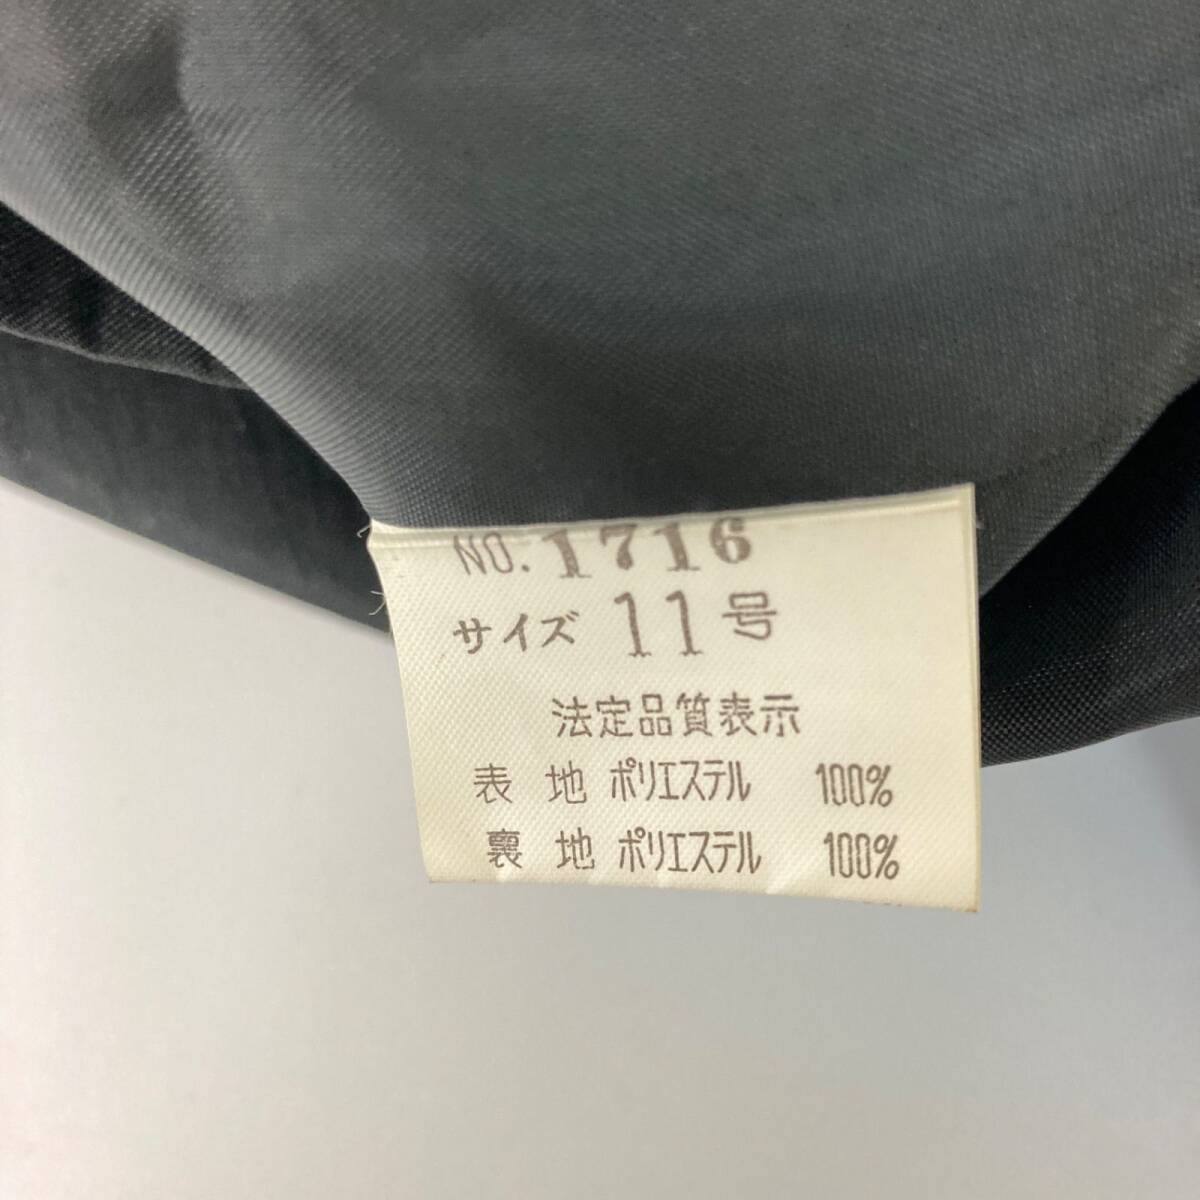 NO. 1716
サイズ 11号
法定品質表示
表地 ポリエステル 100%
裏地 ポリエステル 100%